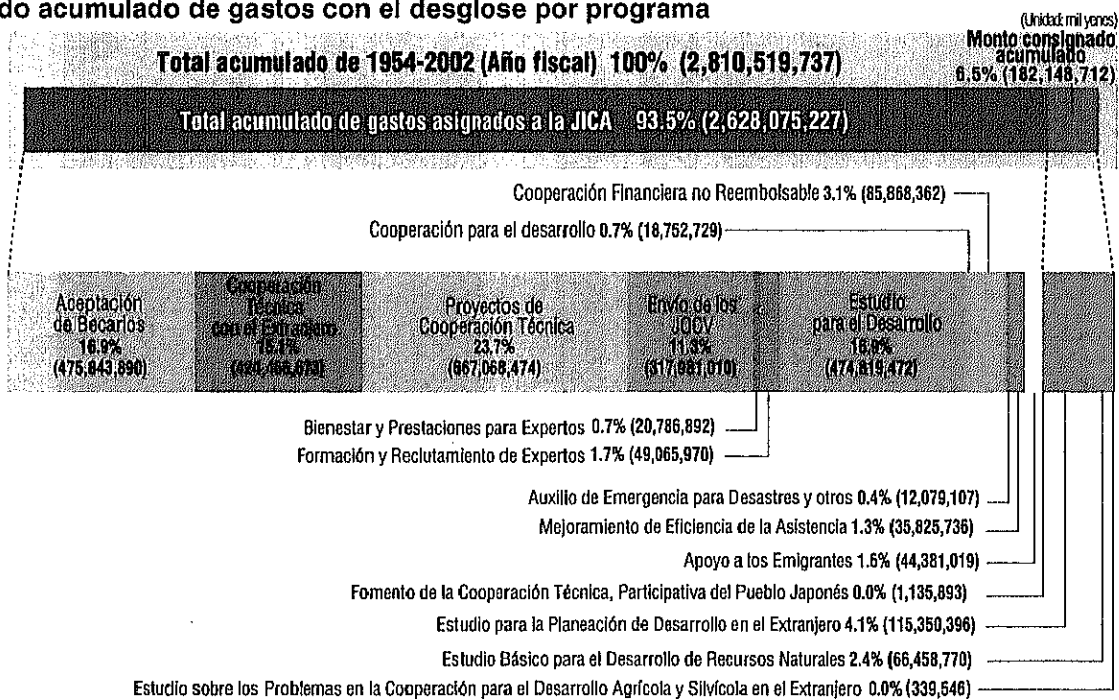 do acumulado de gastos con el desglose por programa
(Unidad: mil yenes)
Monto consignado
acumulado
6.5% (182,148,712)
Total acumulado de 1954-2002 (Año fiscal) 100% (2,810,519,737)
Total acumulado de gastos asignados a la JICA 93.5% (2,628,075,227)
Cooperación Financiera no Reembolsable 3.1% (85,868,362)
Cooperación para el desarrollo 0.7% (18,752,729)
Aceptación
de Becarios
16.9%
(475,843,890)
Cooperación
Técnica
con el Extranjero
15.1%
Proyectos de
Cooperación Técnica
23.7%
(667,068,474)
Envío de los
JOCV
11.3%
(317,981,010)
Estudio
para el Desarrollo
16.9%
(474,819,472)
Bienestar y Prestaciones para Expertos 0.7% (20,786,892)
Formación y Reclutamiento de Expertos 1.7% (49,065,970)
Auxilio de Emergencia para Desastres y otros 0.4% (12,079,107)
Mejoramiento de Eficiencia de la Asistencia 1.3% (35,825,736)
Apoyo a los Emigrantes 1.6% (44,381,019)
Fomento de la Cooperación Técnica, Participativa del Pueblo Japonés 0.0% (1,135,893)
Estudio para la Planeación de Desarrollo en el Extranjero 4.1% (115,350,396)
Estudio Básico para el Desarrollo de Recursos Naturales 2.4% (66,458,770)
Estudio sobre los Problemas en la Cooperación para el Desarrollo Agrícola y Silvícola en el Extranjero 0.0% (339,546)